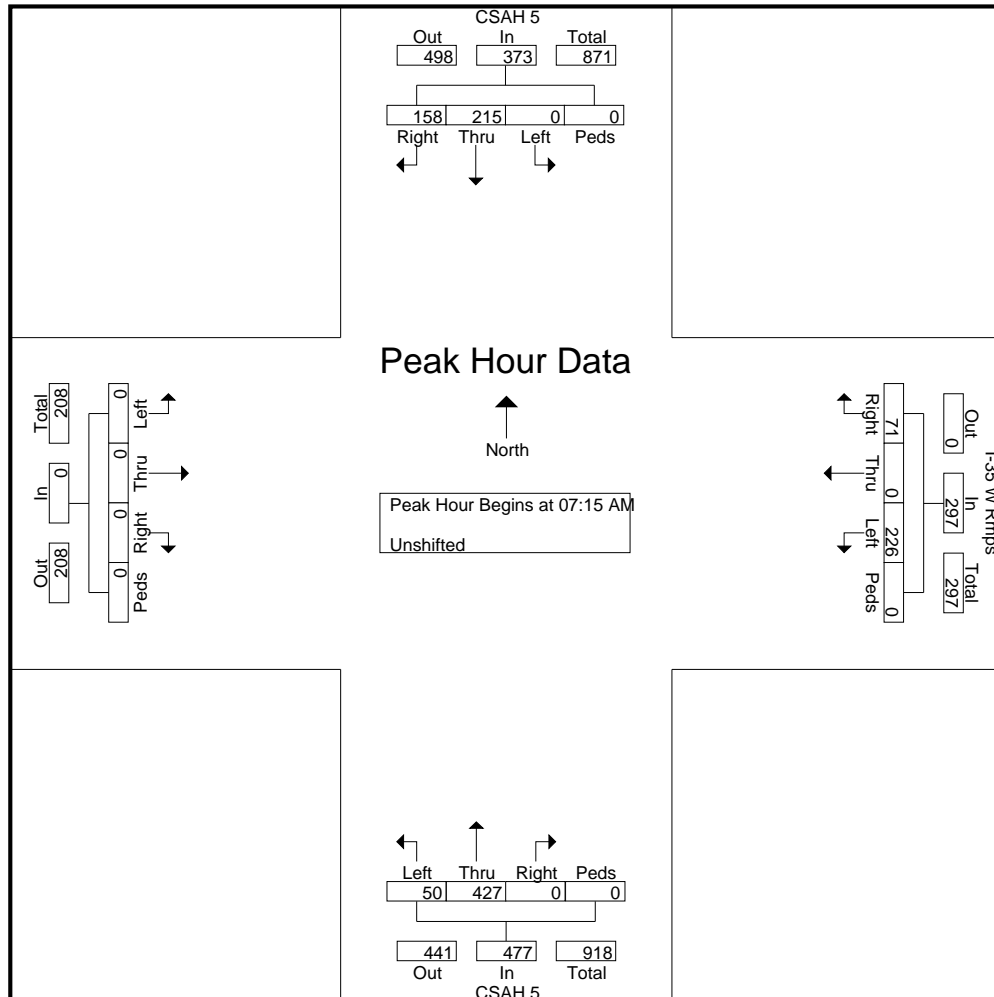 CSAH 5
Out In Total
498 373 871
158 215 0 0
Right Thru Left Peds
Peak Hour Data
North
Peak Hour Begins at 07:15 AM
Unshifted
Total In Out
208 0 208
0 0 0 0
Left Thru Right Peds
I-35 W Rmps
Out In Total
0 297 297
71 0 226 0
Right Thru Left Peds
Left Thru Right Peds
50 427 0 0
441 477 918
Out In Total
CSAH 5